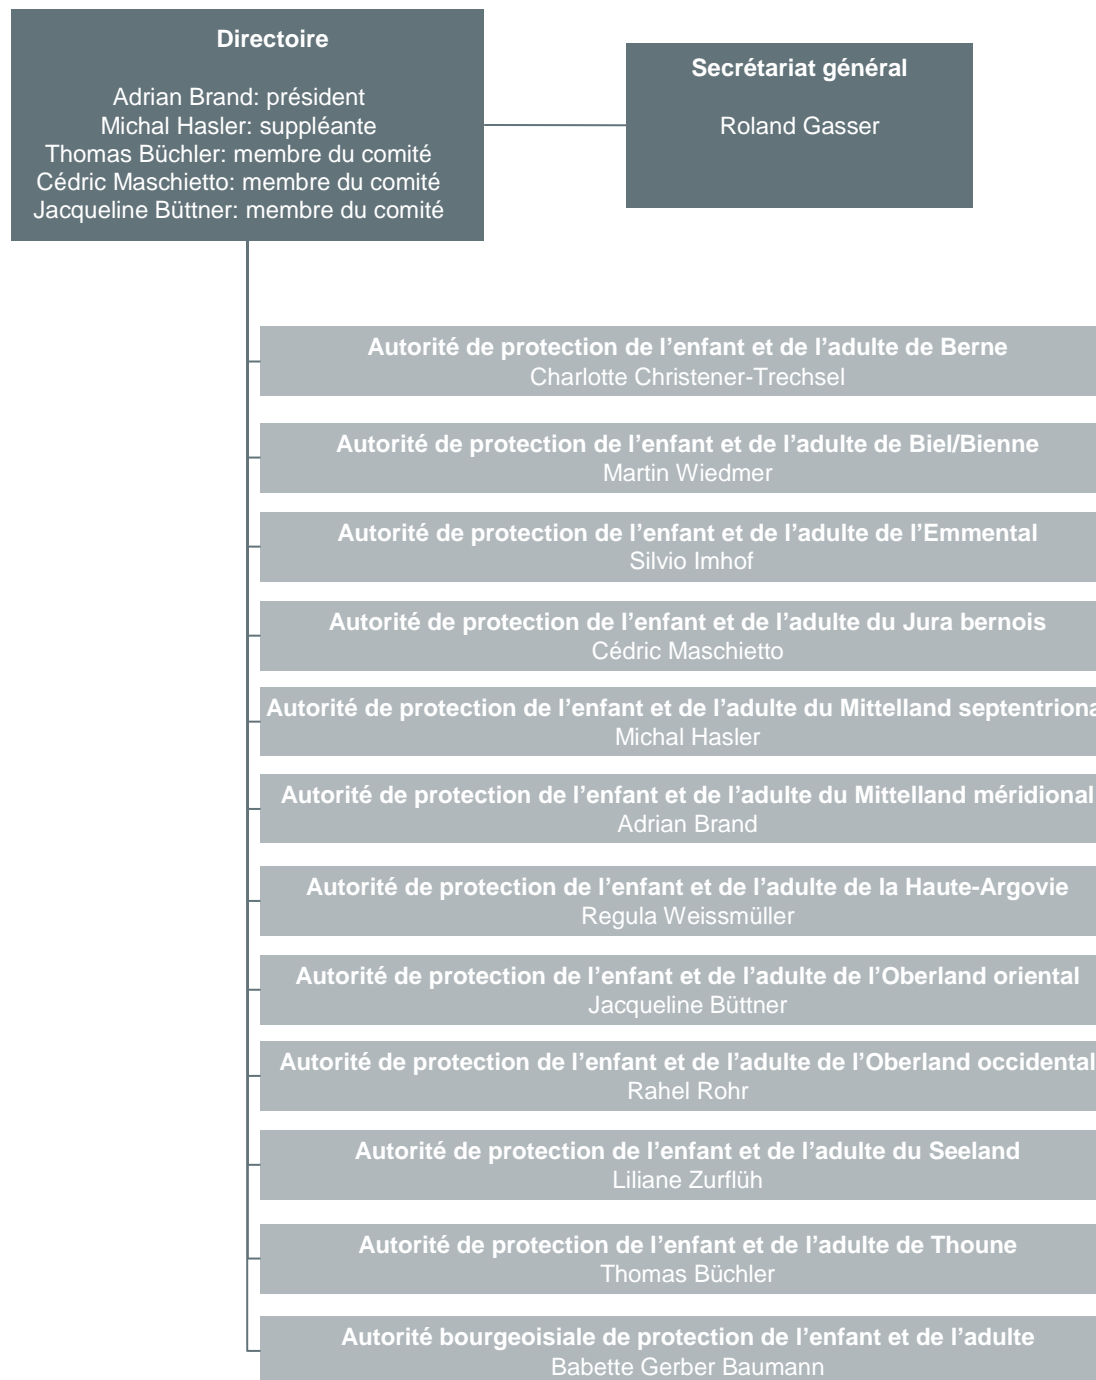 Directoire
Adrian Brand: président
Michal Hasler: suppléante
Thomas Büchler: membre du comité
Cédric Maschietto: membre du comité
Jacqueline Büttner: membre du comité
Secrétariat général
Roland Gasser
Autorité de protection de l’enfant et de l’adulte de Berne
Charlotte Christener-Trechsel
Autorité de protection de l’enfant et de l’adulte de Biel/Bienne
Martin Wiedmer
Autorité de protection de l’enfant et de l’adulte de l’Emmental
Silvio Imhof
Autorité de protection de l’enfant et de l’adulte du Jura bernois
Cédric Maschietto
Autorité de protection de l’enfant et de l’adulte du Mittelland septentriona
Michal Hasler
Autorité de protection de l’enfant et de l’adulte du Mittelland méridional
Adrian Brand
Autorité de protection de l’enfant et de l’adulte de la Haute-Argovie
Regula Weissmüller
Autorité de protection de l’enfant et de l’adulte de l’Oberland oriental
Jacqueline Büttner
Autorité de protection de l’enfant et de l’adulte de l’Oberland occidental
Rahel Rohr
Autorité de protection de l’enfant et de l’adulte du Seeland
Liliane Zurflüh
Autorité de protection de l’enfant et de l’adulte de Thoune
Thomas Büchler
Autorité bourgeoisiale de protection de l’enfant et de l’adulte
Babette Gerber Baumann